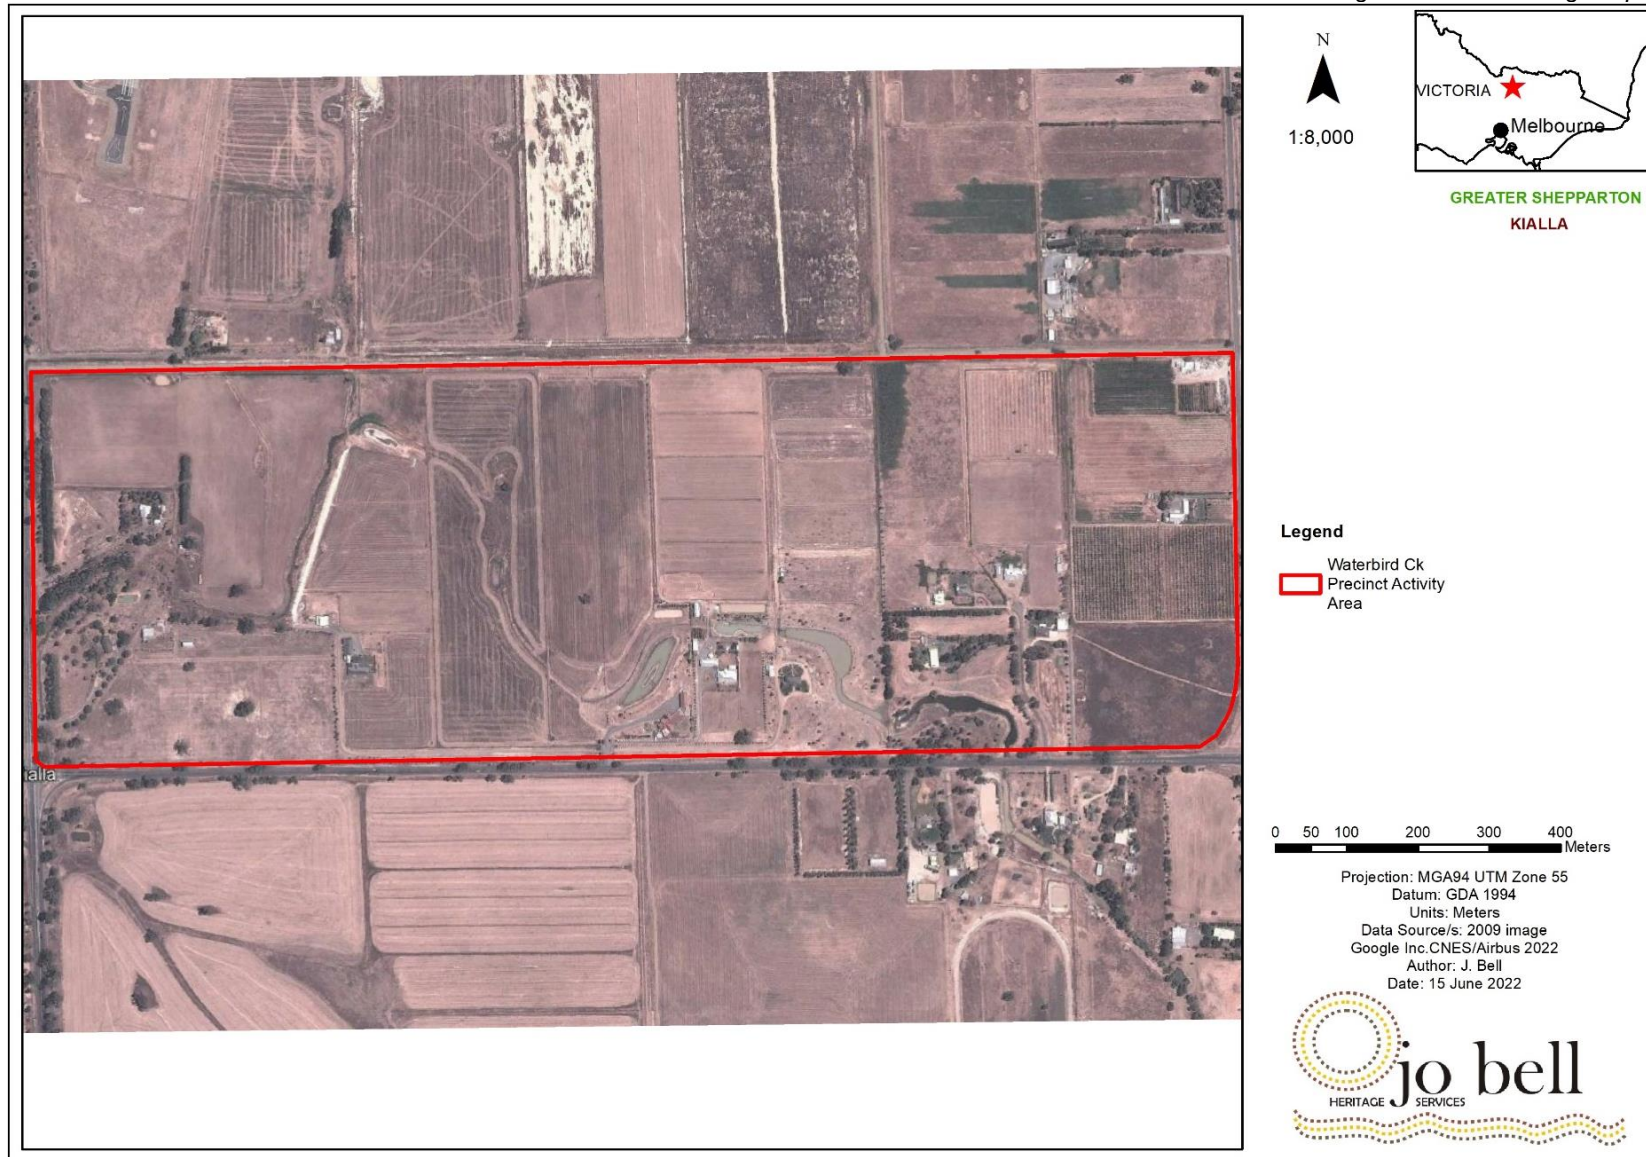 N
1:8,000
VICTORIA
Melbourne
GREATER SHEPPARTON
KIALLA
Legend
Waterbird Ck
Precinct Activity
Area
alla
0 50 100 200 300 400
Meters
Projection: MGA94 UTM Zone 55
Datum: GDA 1994
Units: Meters
Data Source/s: 2009 image
Google Inc.CNES/Airbus 2022
Author: J. Bell
Date: 15 June 2022
jo bell
HERITAGE SERVICES